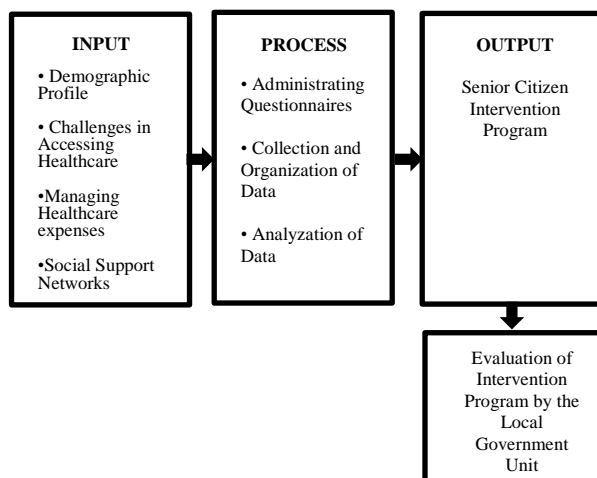 INPUT
• Demographic
Profile
• Challenges in
Accessing
Healthcare
•Managing
Healthcare
expenses
•Social Support
Networks
PROCESS
• Administrating
Questionnaires
• Collection and
Organization of
Data
• Analyzation of
Data
OUTPUT
Senior Citizen
Intervention
Program
Evaluation of
Intervention
Program by the
Local
Government
Unit